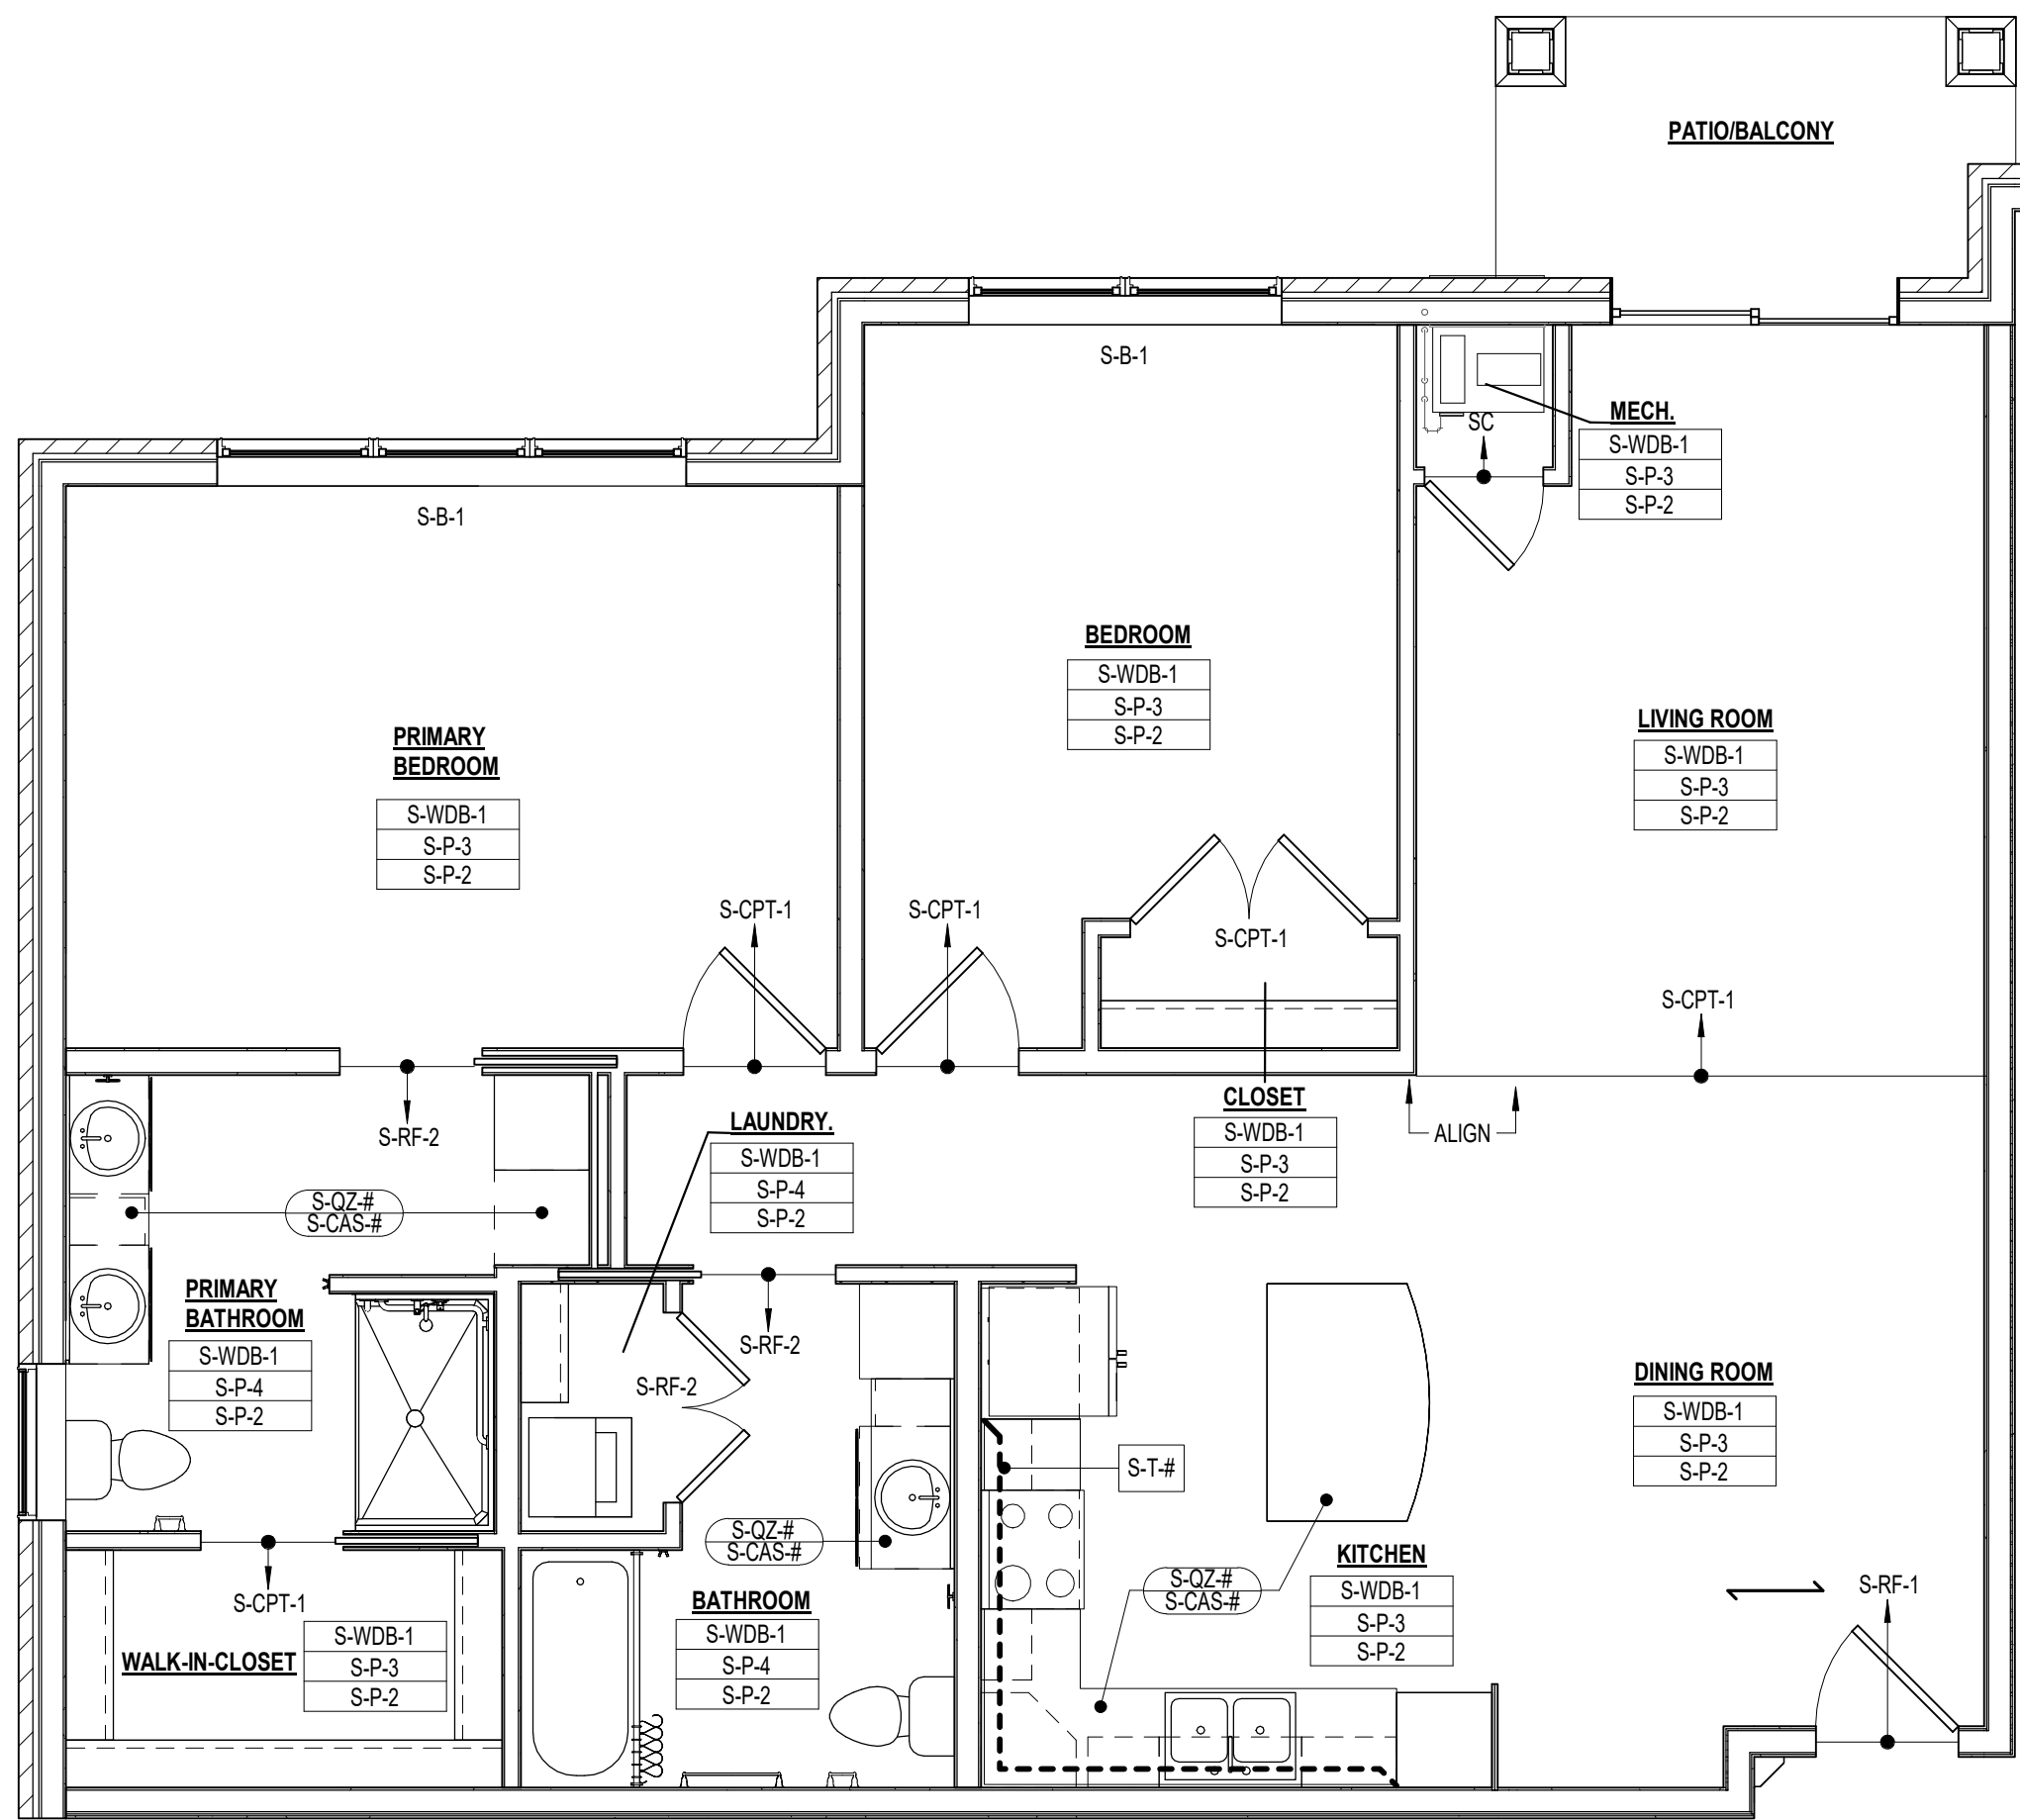 PATIO/BALCONY
S-B-1
MECH.
S-WDB-1
S-P-3
S-P-2
SC
S-B-1
BEDROOM
S-WDB-1
S-P-3
S-P-2
LIVING ROOM
S-WDB-1
S-P-3
S-P-2
PRIMARY
BEDROOM
S-WDB-1
S-P-3
S-P-2
S-CPT-1
S-CPT-1
S-CPT-1
S-CPT-1
CLOSET
S-WDB-1
S-P-3
S-P-2
ALIGN
LAUNDRY.
S-WDB-1
S-P-4
S-P-2
S-RF-2
S-QZ-#
S-CAS-#
PRIMARY
BATHROOM
S-WDB-1
S-P-4
S-P-2
S-RF-2
S-RF-2
DINING ROOM
S-WDB-1
S-P-3
S-P-2
S-T-#
S-QZ-#
S-CAS-#
KITCHEN
S-WDB-1
S-P-3
S-P-2
S-QZ-#
S-CAS-#
S-RF-1
S-CPT-1
WALK-IN-CLOSET
S-WDB-1
S-P-3
S-P-2
BATHROOM
S-WDB-1
S-P-4
S-P-2